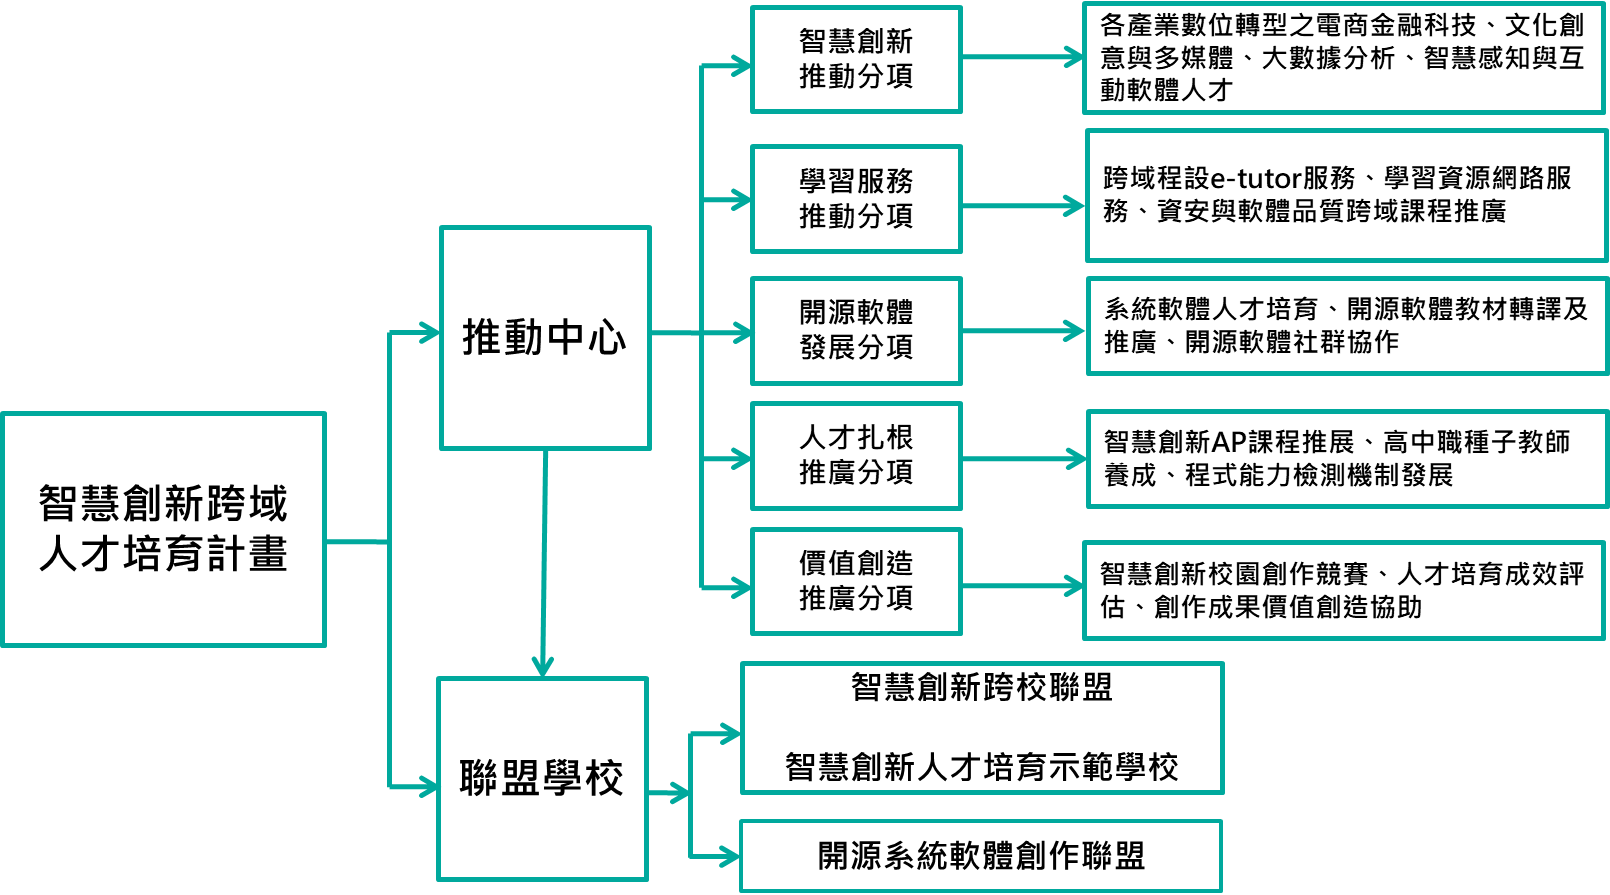 智慧創新跨域
人才培育計畫
推動中心
聯盟學校
智慧創新
推動分項
各產業數位轉型之電商金融科技、文化創
意與多媒體、大數據分析、智慧感知與互
動軟體人才
學習服務
推動分項
跨域程設e-tutor服務、學習資源網路服
務、資安與軟體品質跨域課程推廣
開源軟體
發展分項
系統軟體人才培育、開源軟體教材轉譯及
推廣、開源軟體社群協作
人才扎根
推廣分項
智慧創新AP課程推展、高中職種子教師
養成、程式能力檢測機制發展
價值創造
推廣分項
智慧創新校園創作競賽、人才培育成效評
估、創作成果價值創造協助
智慧創新跨校聯盟
智慧創新人才培育示範學校
開源系統軟體創作聯盟